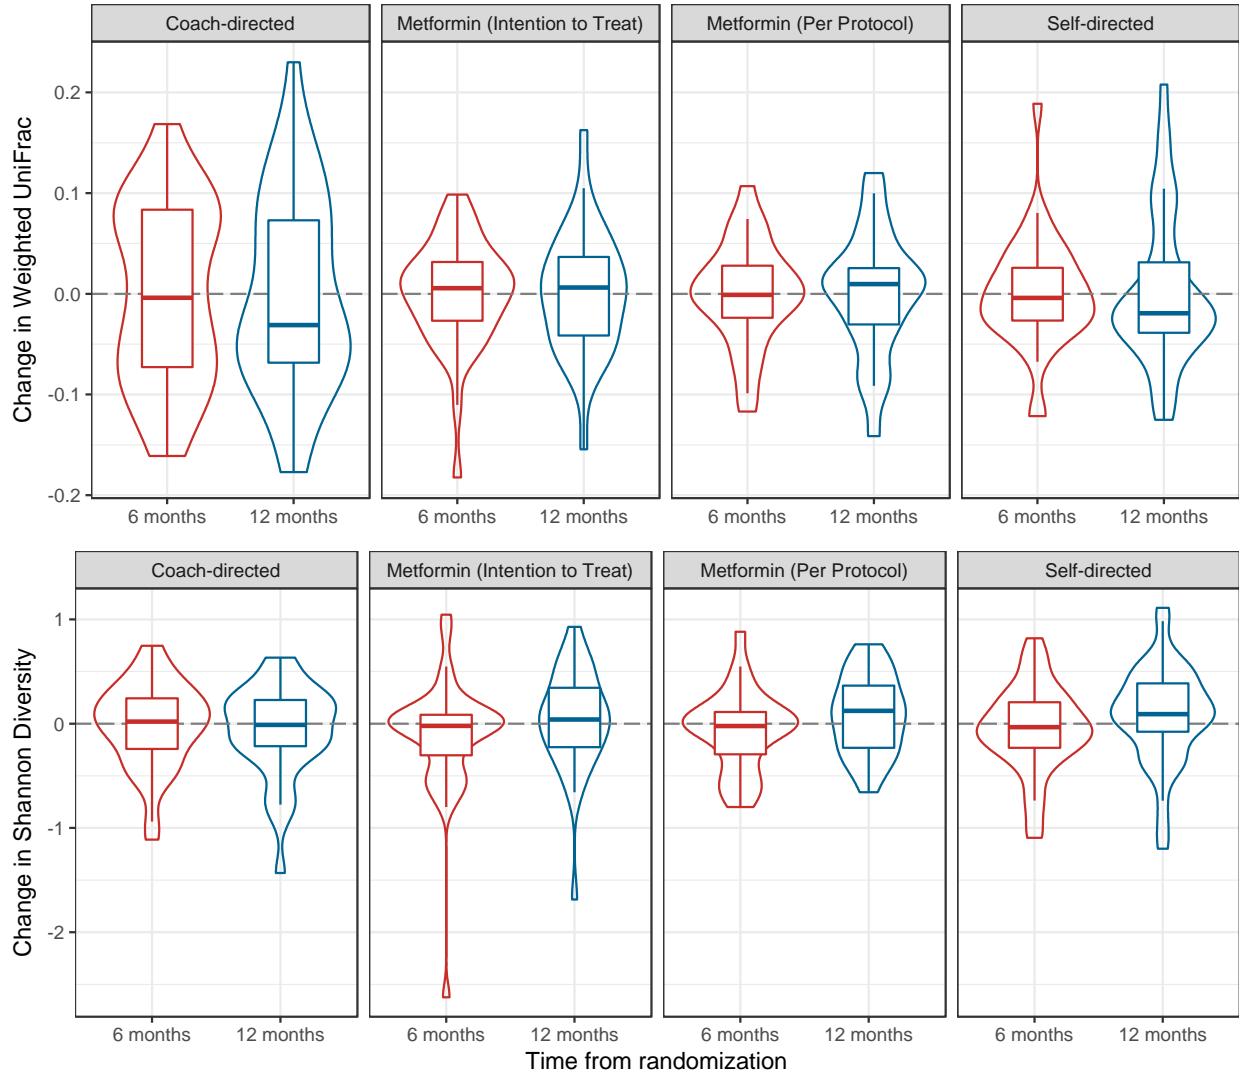 Coach-directed
Metformin (Intention to Treat)
Metformin (Per Protocol)
Self-directed
Change in Weighted UniFrac
0.2
0.1
0.0
-0.1
-0.2
6 months
12 months
6 months
12 months
6 months
12 months
6 months
12 months
Coach-directed
Metformin (Intention to Treat)
Metformin (Per Protocol)
Self-directed
Change in Shannon Diversity
1
0
-1
-2
6 months
12 months
6 months
12 months
6 months
12 months
6 months
12 months
Time from randomization